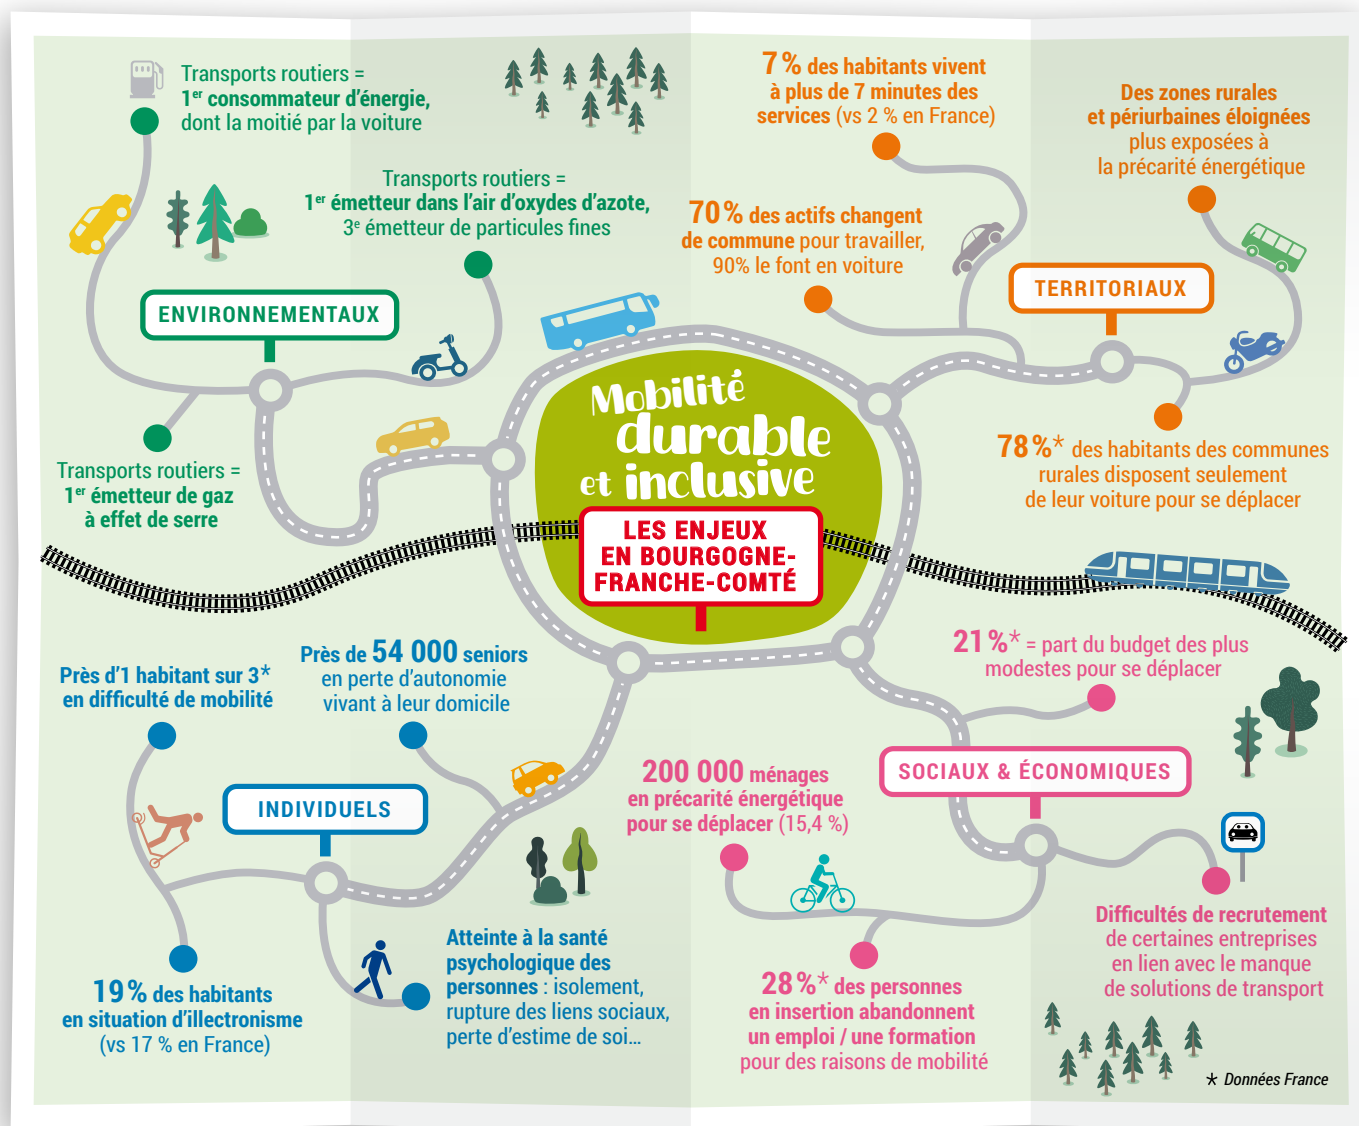 Transports routiers =
1er consommateur d'énergie,
dont la moitié par la voiture
Transports routiers =
1er émetteur dans l'air d'oxydes d'azote,
3e émetteur de particules fines
ENVIRONNEMENTAUX
Transports routiers =
1er émetteur de gaz
à effet de serre
7 % des habitants vivent
à plus de 7 minutes des
services (vs 2 % en France)
Des zones rurales
et périurbaines éloignées
plus exposées à
la précarité énergétique
70 % des actifs changent
de commune pour travailler,
90% le font en voiture
TERRITORIAUX
78 %* des habitants des communes
rurales disposent seulement
de leur voiture pour se déplacer
Mobilité
durable
et inclusive
LES ENJEUX
EN BOURGOGNE-
FRANCHE-COMTÉ
Près d'1 habitant sur 3*
en difficulté de mobilité
Près de 54 000 seniors
en perte d'autonomie
vivant à leur domicile
INDIVIDUELS
19 % des habitants
en situation d'illectronisme
(vs 17 % en France)
Atteinte à la santé
psychologique des
personnes : isolement,
rupture des liens sociaux,
perte d'estime de soi...
21 %* = part du budget des plus
modestes pour se déplacer
SOCIAUX & ÉCONOMIQUES
200 000 ménages
en précarité énergétique
pour se déplacer (15,4 %)
28 %* des personnes
en insertion abandonnent
un emploi / une formation
pour des raisons de mobilité
Difficultés de recrutement
de certaines entreprises
en lien avec le manque
de solutions de transport
* Données France